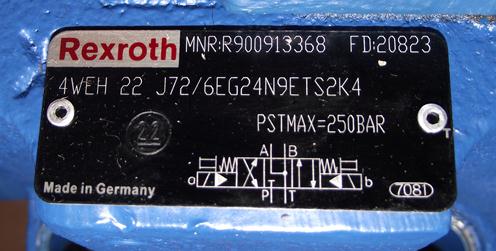 Rexroth MNR:R900913368 FD:20823
4WEH 22 J72/6EG24N9ETS2K4
22
PSTMAX=250BAR
A B
a b
P T
T
Made in Germany
7081